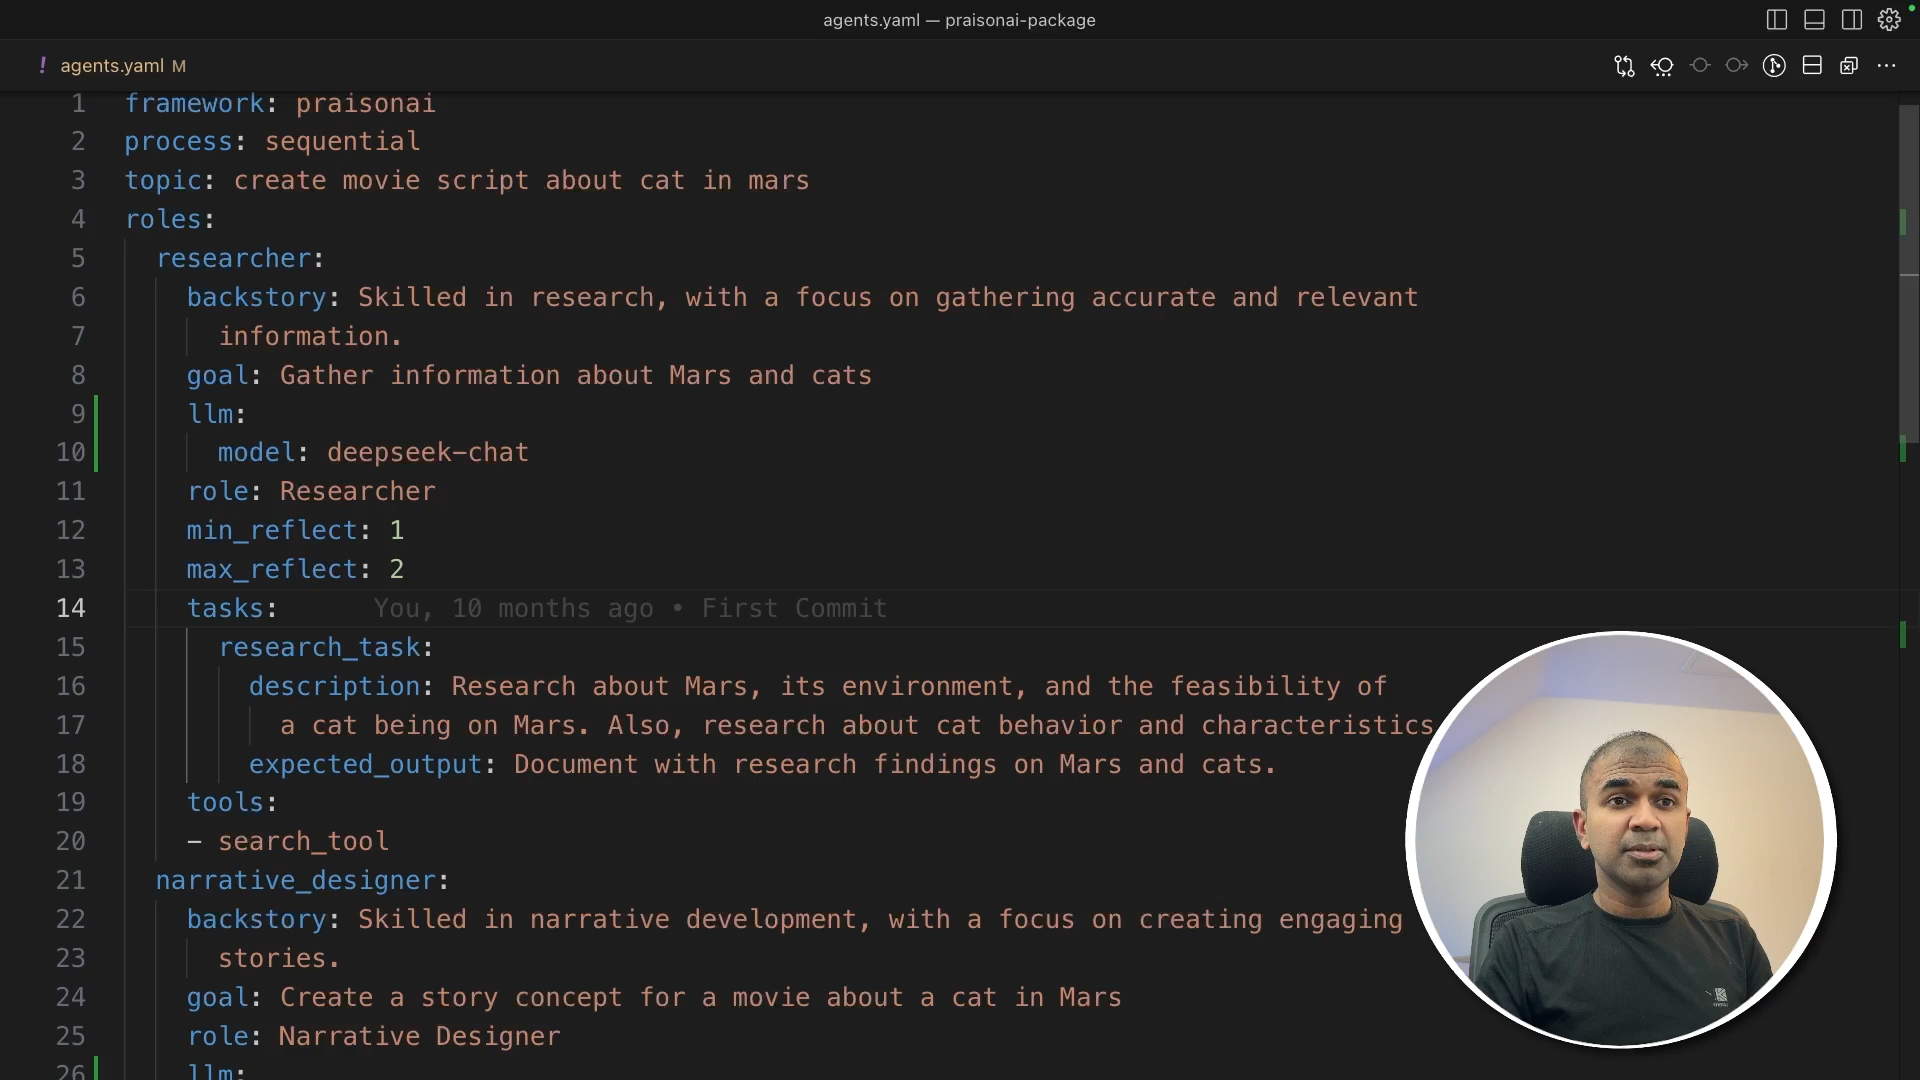 agents.yaml — praisonai-package
! agents.yaml M
1 framework: praisonai
2 process: sequential
3 topic: create movie script about cat in mars
4 roles:
5 researcher:
6 backstory: Skilled in research, with a focus on gathering accurate and relevant
7 information.
8 goal: Gather information about Mars and cats
9 llm:
10 model: deepseek-chat
11 role: Researcher
12 min_reflect: 1
13 max_reflect: 2
14 tasks: You, 10 months ago • First Commit
15 research_task:
16 description: Research about Mars, its environment, and the feasibility of
17 a cat being on Mars. Also, research about cat behavior and characteristics
18 expected_output: Document with research findings on Mars and cats.
19 tools:
20 - search_tool
21 narrative_designer:
22 backstory: Skilled in narrative development, with a focus on creating engaging
23 stories.
24 goal: Create a story concept for a movie about a cat in Mars
25 role: Narrative Designer
26 llm: